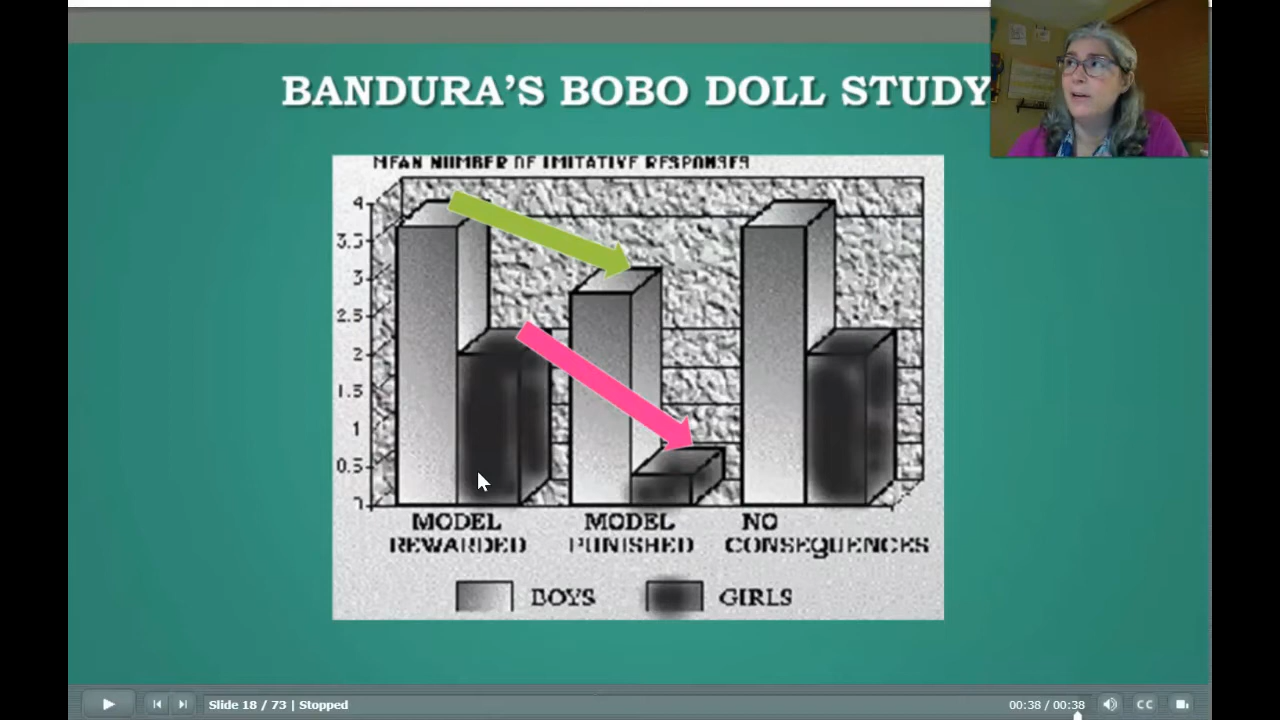 BANDURA'S BOBO DOLL STUDY
MEAN NUMBER OF IMITATIVE RESPONSES
4
3.5
3
2.5
2
1.5
1
0.5
MODEL REWARDED
MODEL PUNISHED
NO CONSEQUENCES
BOYS GIRLS
Slide 18 / 73 | Stopped 00:38 / 00:38 CC